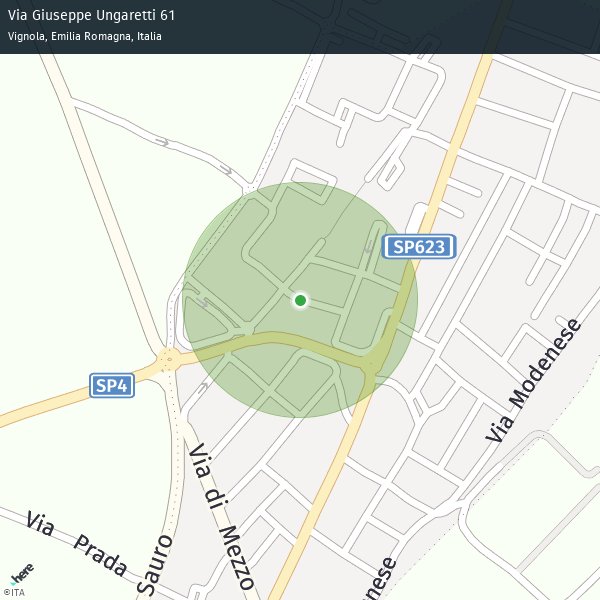 Via Giuseppe Ungaretti 61
Vignola, Emilia Romagna, Italia
SP623
SP4
Via Modenese
Via di Mezzo
Via Prada
Sauro
nese
here
©ITA